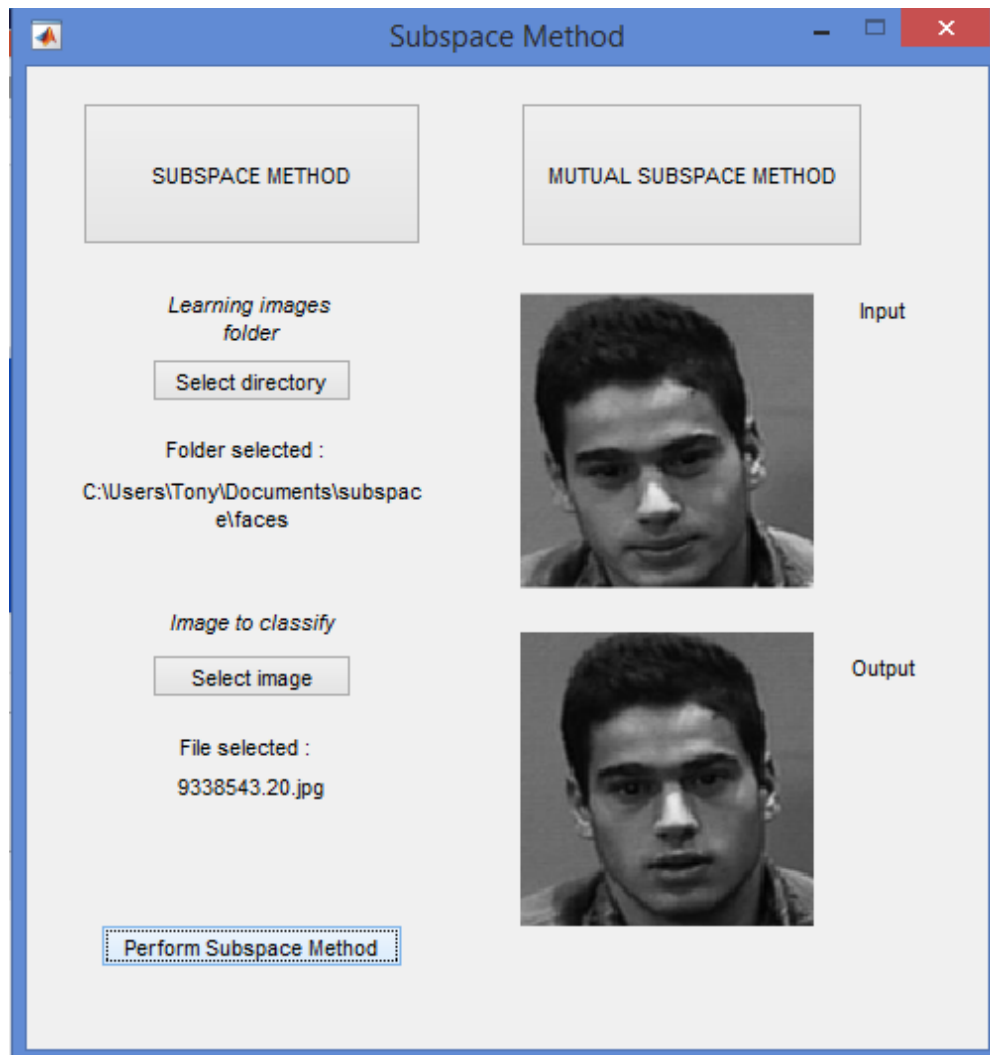 Subspace Method
SUBSPACE METHOD
MUTUAL SUBSPACE METHOD
Learning images
folder
Select directory
Folder selected :
C:\Users\Tony\Documents\subspac
e\faces
Input
Image to classify
Select image
File selected :
9338543.20.jpg
Output
Perform Subspace Method